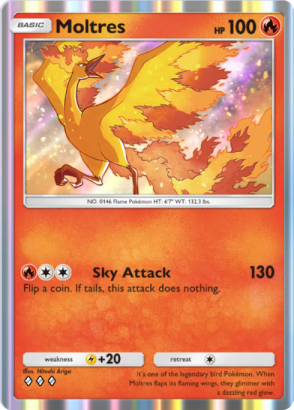 BASIC Moltres HP 100
NO. 0146 Flame Pokémon HT: 6'7" WT: 132.3 lbs.
Sky Attack 130
Flip a coin. If tails, this attack does nothing.
weakness +20 retreat
Illus. Hitoshi Ariga
It's one of the legendary bird Pokémon. When
Moltres flaps its flaming wings, they glimmer with
a dazzling red glow.